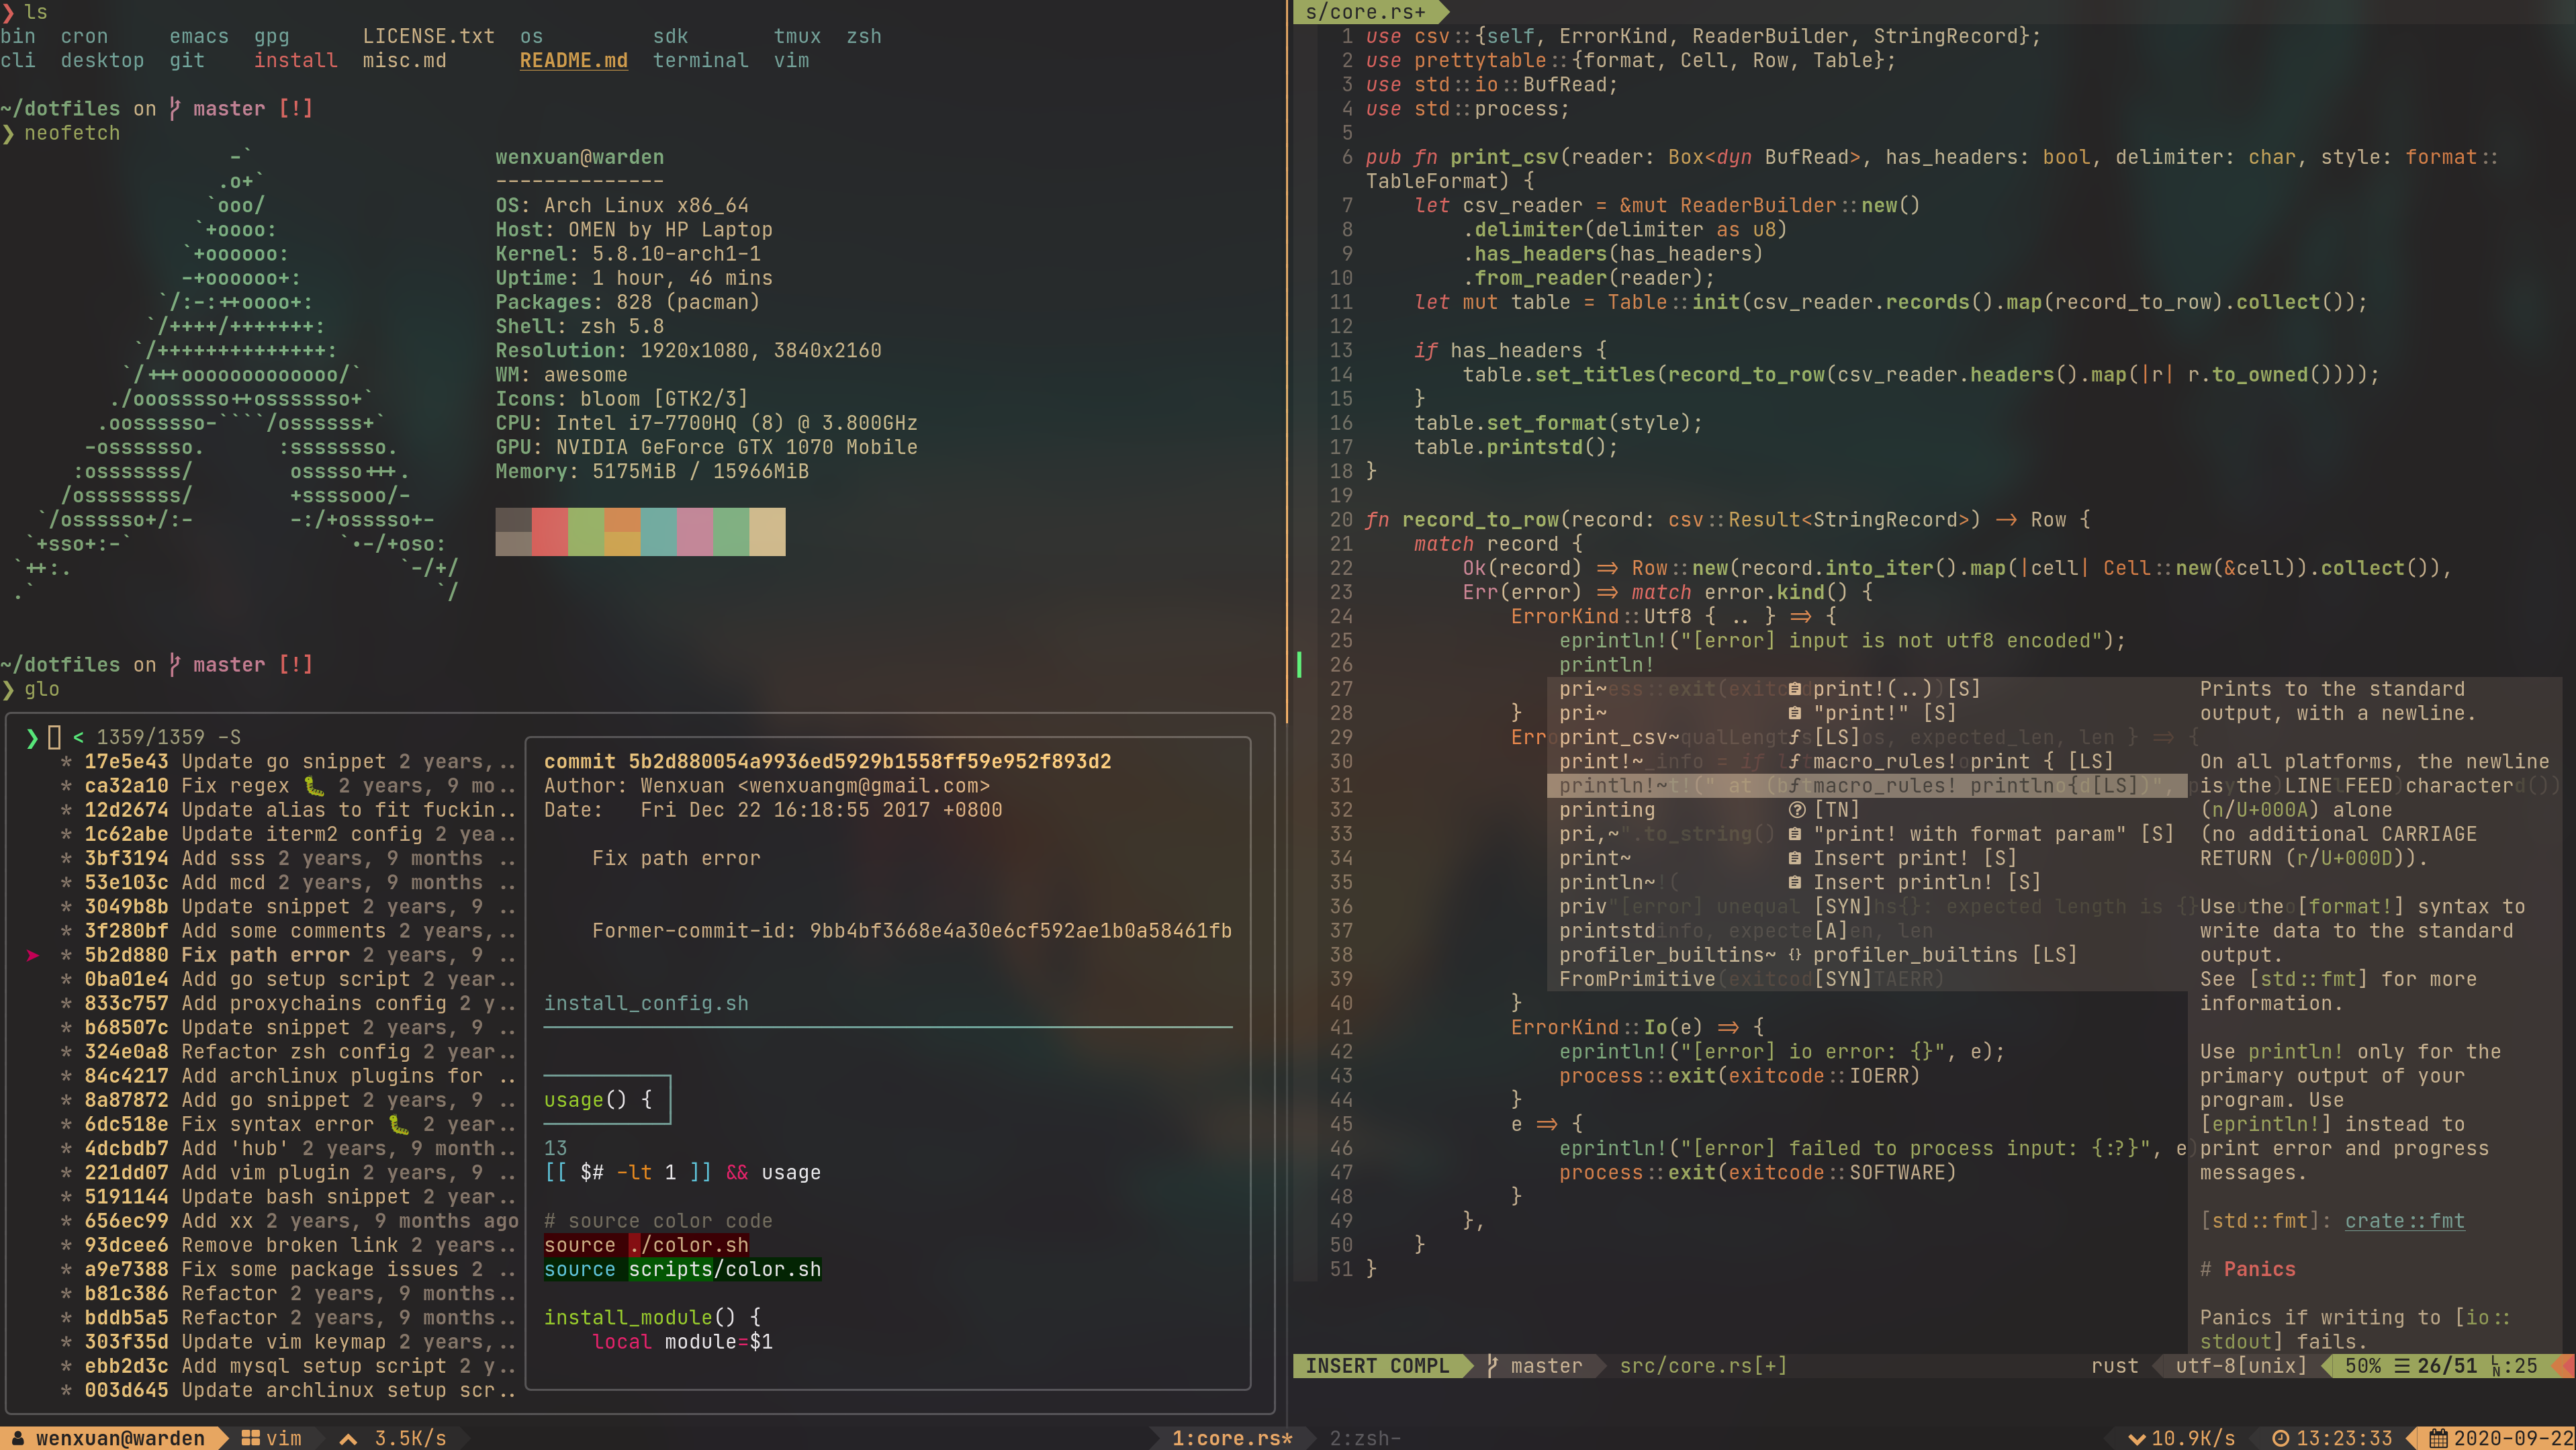 ❯ ls
bin  cron     emacs  gpg      LICENSE.txt  os         sdk       tmux  zsh
cli  desktop  git    install  misc.md      README.md  terminal  vim
~/dotfiles on master [!]
❯ neofetch
wenxuan@warden
--------------
OS: Arch Linux x86_64
Host: OMEN by HP Laptop
Kernel: 5.8.10-arch1-1
Uptime: 1 hour, 46 mins
Packages: 828 (pacman)
Shell: zsh 5.8
Resolution: 1920x1080, 3840x2160
WM: awesome
Icons: bloom [GTK2/3]
CPU: Intel i7-7700HQ (8) @ 3.800GHz
GPU: NVIDIA GeForce GTX 1070 Mobile
Memory: 5175MiB / 15966MiB
~/dotfiles on master [!]
❯ glo
❯ < 1359/1359 -S
* 17e5e43 Update go snippet 2 years,..
* ca32a10 Fix regex 🐛 2 years, 9 mo..
* 12d2674 Update alias to fit fuckin..
* 1c62abe Update iterm2 config 2 yea..
* 3bf3194 Add sss 2 years, 9 months ..
* 53e103c Add mcd 2 years, 9 months ..
* 3049b8b Update snippet 2 years, 9 ..
* 3f280bf Add some comments 2 years,..
* 5b2d880 Fix path error 2 years, 9 ..
* 0ba01e4 Add go setup script 2 year..
* 833c757 Add proxychains config 2 y..
* b68507c Update snippet 2 years, 9 ..
* 324e0a8 Refactor zsh config 2 year..
* 84c4217 Add archlinux plugins for ..
* 8a87872 Add go snippet 2 years, 9 ..
* 6dc518e Fix syntax error 🐛 2 year..
* 4dcbdb7 Add 'hub' 2 years, 9 month..
* 221dd07 Add vim plugin 2 years, 9 ..
* 5191144 Update bash snippet 2 year..
* 656ec99 Add xx 2 years, 9 months ago
* 93dcee6 Remove broken link 2 years..
* a9e7388 Fix some package issues 2 ..
* b81c386 Refactor 2 years, 9 months..
* bddb5a5 Refactor 2 years, 9 months..
* 303f35d Update vim keymap 2 years,..
* ebb2d3c Add mysql setup script 2 y..
* 003d645 Update archlinux setup scr..
commit 5b2d880054a9936ed5929b1558ff59e952f893d2
Author: Wenxuan <wenxuangm@gmail.com>
Date:   Fri Dec 22 16:18:55 2017 +0800
Fix path error
Former-commit-id: 9bb4bf3668e4a30e6cf592ae1b0a58461fb
install_config.sh
usage() {
13
[[ $# -lt 1 ]] && usage
# source color code
source ./color.sh
source scripts/color.sh
install_module() {
local module=$1
s/core.rs+
1 use csv::{self, ErrorKind, ReaderBuilder, StringRecord};
2 use prettytable::{format, Cell, Row, Table};
3 use std::io::BufRead;
4 use std::process;
5
6 pub fn print_csv(reader: Box<dyn BufRead>, has_headers: bool, delimiter: char, style: format::
TableFormat) {
7     let csv_reader = &mut ReaderBuilder::new()
8         .delimiter(delimiter as u8)
9         .has_headers(has_headers)
10         .from_reader(reader);
11     let mut table = Table::init(csv_reader.records().map(record_to_row).collect());
12
13     if has_headers {
14         table.set_titles(record_to_row(csv_reader.headers().map(|r| r.to_owned())));
15     }
16     table.set_format(style);
17     table.printstd();
18 }
19
20 fn record_to_row(record: csv::Result<StringRecord>) -> Row {
21     match record {
22         Ok(record) => Row::new(record.into_iter().map(|cell| Cell::new(&cell)).collect()),
23         Err(error) => match error.kind() {
24             ErrorKind::Utf8 { .. } => {
25                 eprintln!("[error] input is not utf8 encoded");
26                 println!
27 pri~ print!(..) [S]
28 } pri~ "print!" [S]
29 Err print_csv~ [LS]
30 print!~ macro_rules! print { [LS]
31 println!~ macro_rules! println { [LS]
32 printing [TN]
33 pri,~ "print! with format param" [S]
34 print~ Insert print! [S]
35 println~ Insert println! [S]
36 priv [SYN]
37 printstd [A]
38 profiler_builtins~ {} profiler_builtins [LS]
39 FromPrimitive [SYN]
40             }
41             ErrorKind::Io(e) => {
42                 eprintln!("[error] io error: {}", e);
43                 process::exit(exitcode::IOERR)
44             }
45             e => {
46                 eprintln!("[error] failed to process input: {:?}", e)
47                 process::exit(exitcode::SOFTWARE)
48             }
49         },
50     }
51 }
Prints to the standard
output, with a newline.
On all platforms, the newline
is the LINE FEED character
(n/U+000A) alone
(no additional CARRIAGE
RETURN (r/U+000D)).
Use the [format!] syntax to
write data to the standard
output.
See [std::fmt] for more
information.
Use println! only for the
primary output of your
program. Use
[eprintln!] instead to
print error and progress
messages.
[std::fmt]: crate::fmt
# Panics
Panics if writing to [io::
stdout] fails.
INSERT COMPL master src/core.rs[+] rust utf-8[unix] 50% ☰ 26/51 LN:25
wenxuan@warden vim 3.5K/s 1:core.rs* 2:zsh- 10.9K/s 13:23:33 2020-09-22